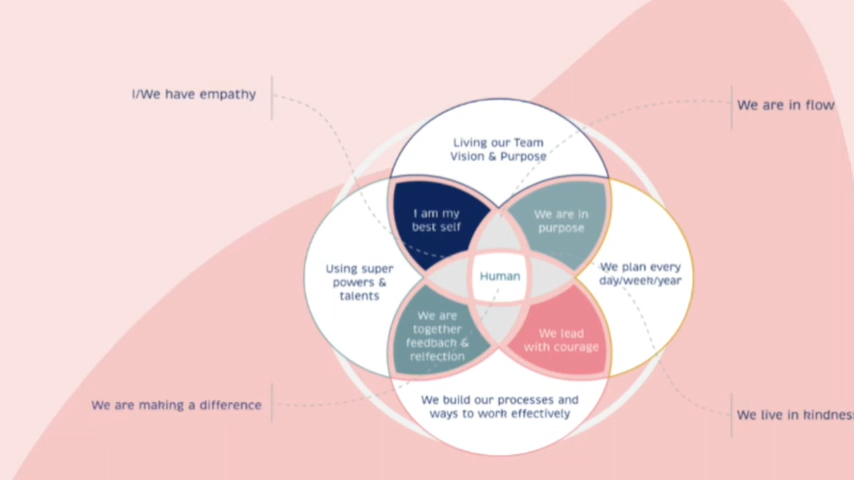 I/We have empathy
We are in flow
Living our Team
Vision & Purpose
I am my
best self
We are in
purpose
Using super
powers &
talents
Human
We plan every
day/week/year
We are
together
feedback &
relfection
We lead
with courage
We build our processes and
ways to work effectively
We are making a difference
We live in kindnes